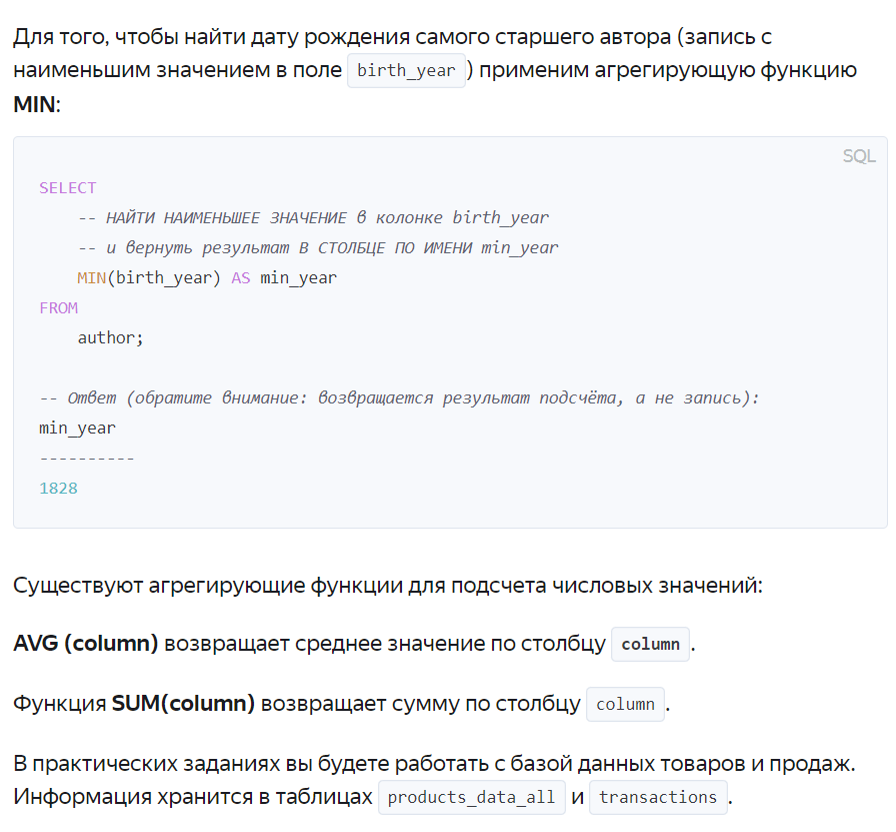 Для того, чтобы найти дату рождения самого старшего автора (запись с
наименьшим значением в поле birth_year ) применим агрегирующую функцию
MIN:
SQL
SELECT
-- НАЙТИ НАИМЕНЬШЕЕ ЗНАЧЕНИЕ в колонке birth_year
-- и вернуть результат В СТОЛБЦЕ ПО ИМЕНИ min_year
MIN(birth_year) AS min_year
FROM
author;
-- Ответ (обратите внимание: возвращается результат подсчёта, а не запись):
min_year
----------
1828
Существуют агрегирующие функции для подсчета числовых значений:
AVG (column) возвращает среднее значение по столбцу column .
Функция SUM(column) возвращает сумму по столбцу column .
В практических заданиях вы будете работать с базой данных товаров и продаж.
Информация хранится в таблицах products_data_all и transactions .